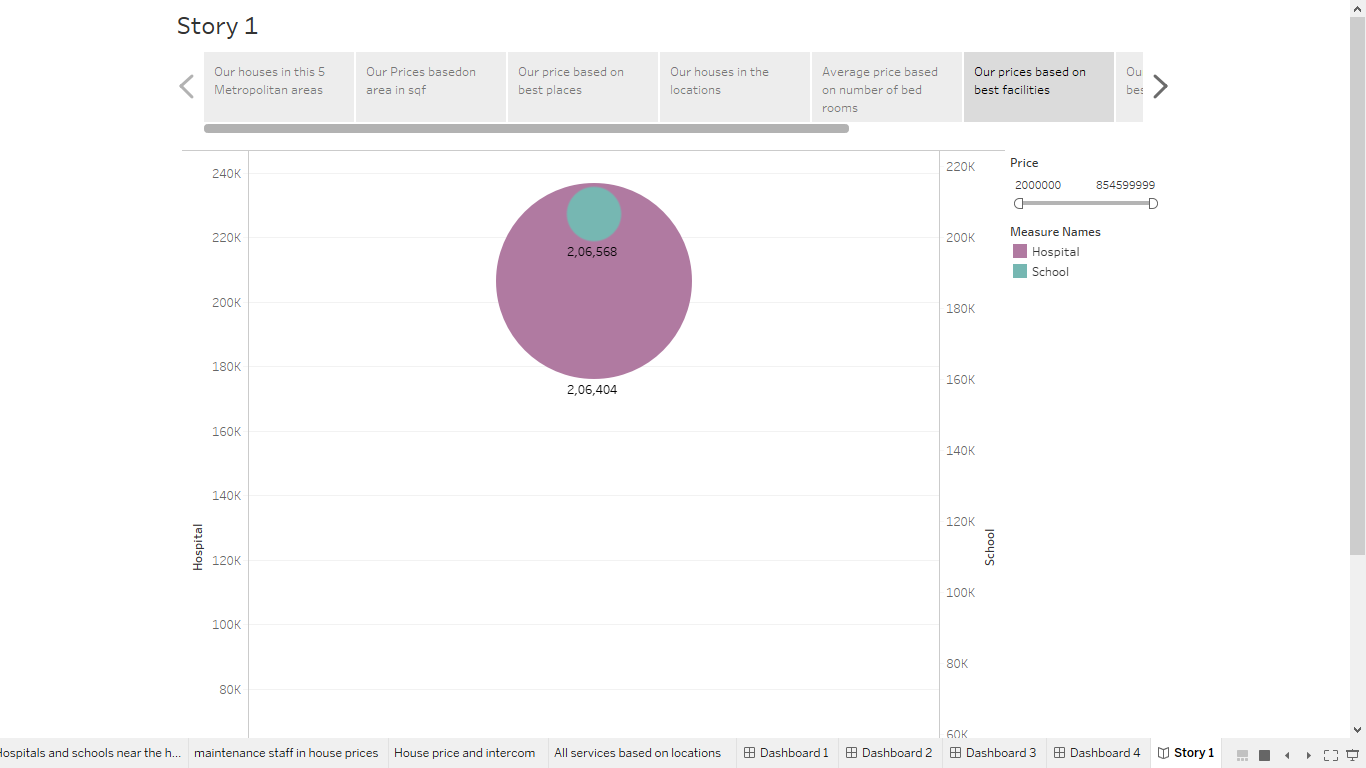 Story 1
Our houses in this 5
Metropolitan areas
Our Prices basedon
area in sqf
Our price based on
best places
Our houses in the
locations
Average price based
on number of bed
rooms
Our prices based on
best facilities
Ou
bes
240K
220K
200K
180K
160K
140K
120K
100K
80K
Hospital
2,06,568
2,06,404
220K
200K
180K
160K
140K
120K
100K
80K
60K
School
Price
2000000 854599999
Measure Names
Hospital
School
Hospitals and schools near the h... maintenance staff in house prices House price and intercom All services based on locations Dashboard 1 Dashboard 2 Dashboard 3 Dashboard 4 Story 1